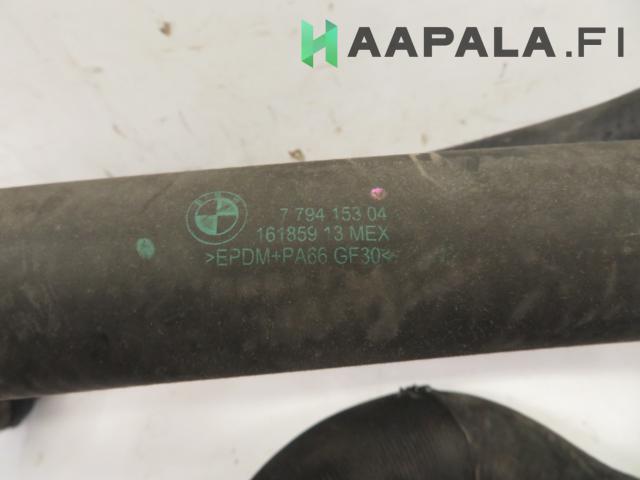 HAAPALA.FI
7 794 153 04
161859 13 MEX
>EPDM+PA66 GF30<